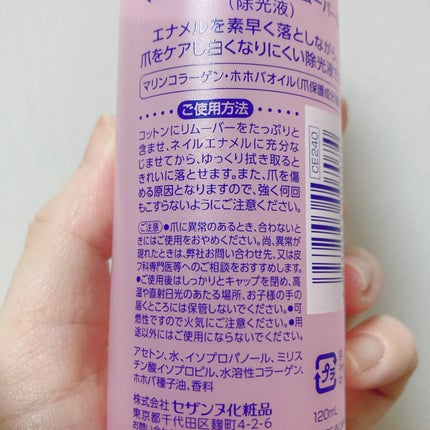 (除光液)
エナメルを素早く落としなが
爪をケアし白くなりにくい除光液
マリンコラーゲン・ホホバオイル(爪保護成分
ご使用方法
コットンにリムーバーをたっぷりと
含ませ、ネイルエナメルに充分な
じませてから、ゆっくり拭き取ると
きれいに落とせます。また、爪を傷
める原因となりますので、強く何回
もこすらないようにご注意ください。
ご注意 ●爪に異常のあるとき、合わないと
きにはご使用をおやめください。尚、異常が
現れたときは、弊社お問い合わせ先、又は皮
フ科専門医等へのご相談をおすすめします。
●ご使用後はしっかりとキャップを閉め、高
温や直射日光のあたる場所、お子様の手の
届くところには保管しないでください。●可
燃性ですので火気にご注意ください。●用
途以外にはご使用にならないでください。
アセトン、水、イソプロパノール、ミリス
チン酸イソプロピル、水溶性コラーゲン、
ホホバ種子油、香料
発売元 セザンヌ化粧品
東京都千代田区麹町4-2-6
CE240
プラ
120mL